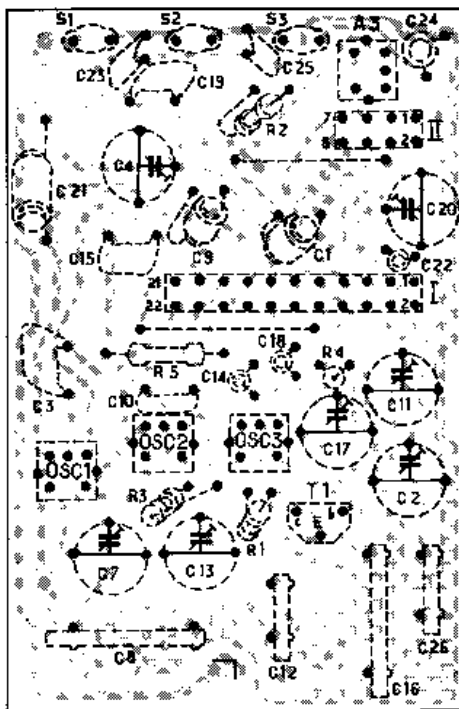 S1 S2 S3 A3 C24
C23 C19 C25
R2
7 1 II
8 2
C4
C21 C20
C15 C9 C1 C22
21 1 I
22 2
C18
R5 R4
C14
C3 C10 C11
C17
OSC1 OSC2 OSC3
C2
R3 T1
R1 C B
E
C7 C13
C8 C12 C26
C16